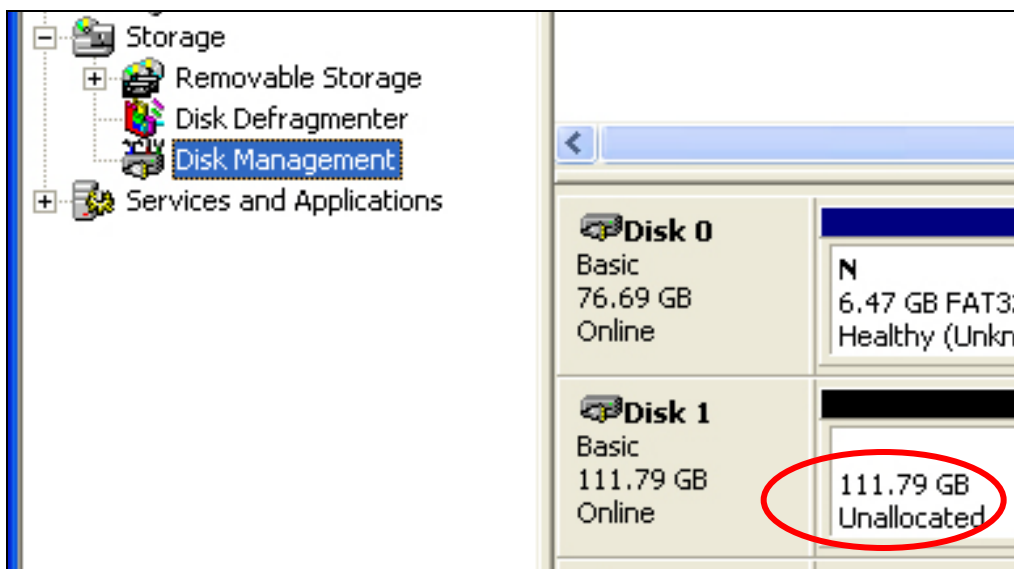 Storage
Removable Storage
Disk Defragmenter
Disk Management
Services and Applications
Disk 0
Basic
76.69 GB
Online
N
6.47 GB FAT32
Healthy (Unkn
Disk 1
Basic
111.79 GB
Online
111.79 GB
Unallocated